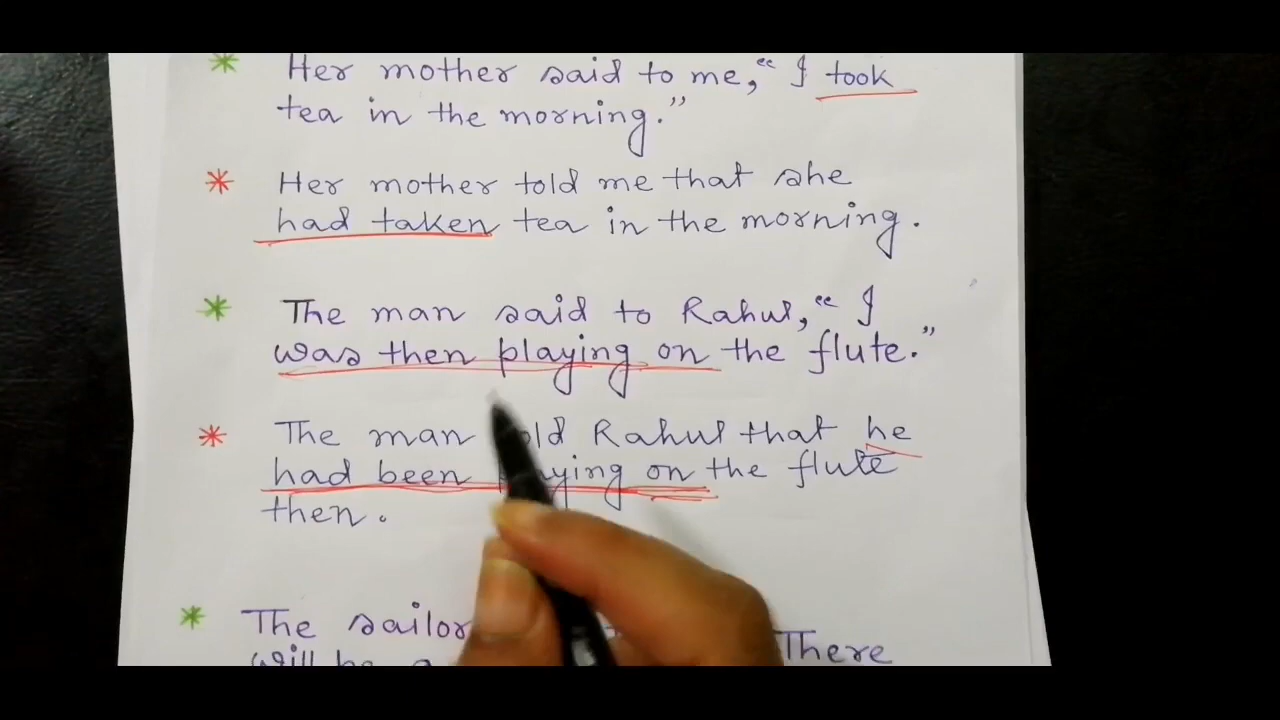 * Her mother said to me, “I took
tea in the morning.”
* Her mother told me that she
had taken tea in the morning.
* The man said to Rahul, “I
was then playing on the flute.”
* The man Rahul that he
had been on the flute
then.
* The sailor There
will be a